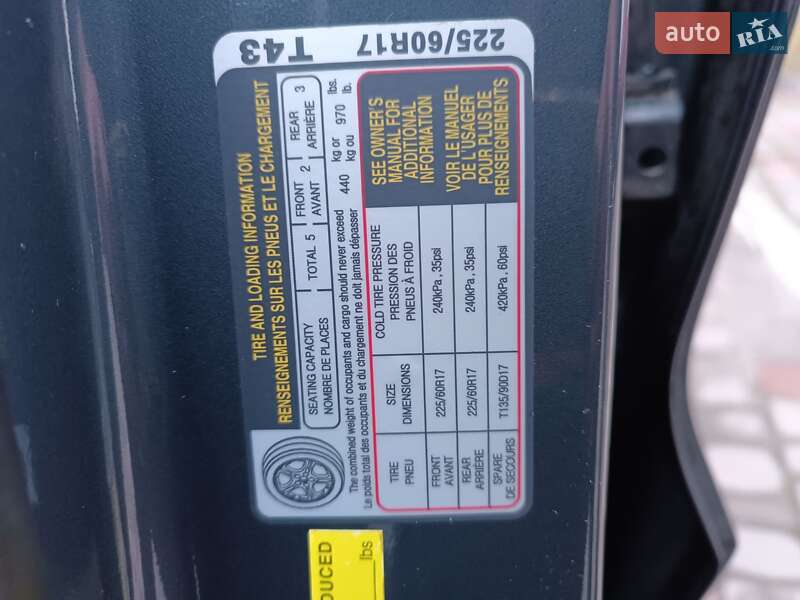 auto RIA
T43 225/60R17
TIRE AND LOADING INFORMATION
RENSEIGNEMENTS SUR LES PNEUS ET LE CHARGEMENT
SEATING CAPACITY TOTAL 5 FRONT 2 REAR 3
NOMBRE DE PLACES AVANT ARRIÈRE
The combined weight of occupants and cargo should never exceed 440 kg or 970 lbs.
Le poids total des occupants et du chargement ne doit jamais dépasser kg ou lb.
TIRE SIZE COLD TIRE PRESSURE SEE OWNER'S
PNEU DIMENSIONS PRESSION DES MANUAL FOR
PNEUS À FROID ADDITIONAL
INFORMATION
FRONT 225/60R17 240kPa, 35psi
AVANT
REAR 225/60R17 240kPa, 35psi
ARRIÈRE
SPARE T135/90D17 420kPa, 60psi
DE SECOURS
VOIR LE MANUEL
DE L'USAGER
POUR PLUS DE
RENSEIGNEMENTS
DUCED
lbs